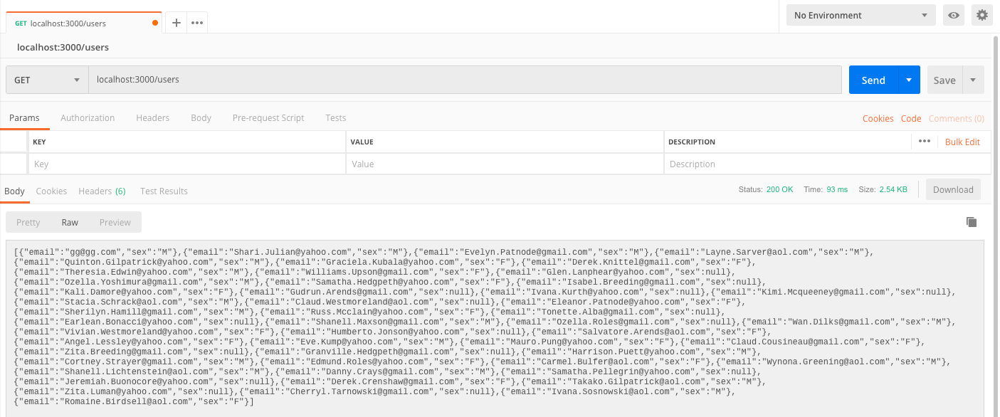 GET localhost:3000/users
No Environment
localhost:3000/users
GET localhost:3000/users Send Save
Params Authorization Headers Body Pre-request Script Tests Cookies Code Comments (0)
KEY VALUE DESCRIPTION Bulk Edit
Key Value Description
Body Cookies Headers (6) Test Results Status: 200 OK Time: 93 ms Size: 2.54 KB Download
Pretty Raw Preview
[{"email":"gg@gg.com","sex":"M"},{"email":"Shari.Julian@yahoo.com","sex":"M"},{"email":"Evelyn.Patnode@gmail.com","sex":"M"},{"email":"Layne.Sarver@aol.com","sex":"M"},
{"email":"Quinton.Gilpatrick@yahoo.com","sex":"M"},{"email":"Graciela.Kubala@yahoo.com","sex":"F"},{"email":"Derek.Knittel@gmail.com","sex":"F"},
{"email":"Theresia.Edwin@yahoo.com","sex":"M"},{"email":"Williams.Upson@gmail.com","sex":"F"},{"email":"Glen.Lanphear@yahoo.com","sex":null},
{"email":"Ozella.Yoshimura@gmail.com","sex":"M"},{"email":"Samatha.Hedgpeth@yahoo.com","sex":"F"},{"email":"Isabel.Breeding@gmail.com","sex":null},
{"email":"Kali.Damore@yahoo.com","sex":"F"},{"email":"Gudrun.Arends@gmail.com","sex":null},{"email":"Ivana.Kurth@yahoo.com","sex":null},{"email":"Kimi.Mcqueeney@gmail.com","sex":null},
{"email":"Stacia.Schrack@aol.com","sex":"M"},{"email":"Claud.Westmoreland@aol.com","sex":null},{"email":"Eleanor.Patnode@yahoo.com","sex":"F"},
{"email":"Sherilyn.Hamill@gmail.com","sex":"M"},{"email":"Russ.Mcclain@yahoo.com","sex":"F"},{"email":"Tonette.Alba@gmail.com","sex":null},
{"email":"Earlean.Bonacci@yahoo.com","sex":null},{"email":"Shanell.Maxson@gmail.com","sex":"M"},{"email":"Ozella.Roles@gmail.com","sex":null},{"email":"Wan.Dilks@gmail.com","sex":"M"},
{"email":"Vivian.Westmoreland@yahoo.com","sex":"F"},{"email":"Humberto.Jonson@yahoo.com","sex":null},{"email":"Salvatore.Arends@aol.com","sex":"F"},
{"email":"Angel.Lessley@yahoo.com","sex":"F"},{"email":"Eve.Kump@yahoo.com","sex":"M"},{"email":"Mauro.Pung@yahoo.com","sex":"F"},{"email":"Claud.Cousineau@gmail.com","sex":"F"},
{"email":"Zita.Breeding@gmail.com","sex":null},{"email":"Granville.Hedgpeth@yahoo.com","sex":null},{"email":"Harrison.Puett@yahoo.com","sex":"M"},
{"email":"Cortney.Strayer@gmail.com","sex":"M"},{"email":"Edmund.Roles@yahoo.com","sex":"F"},{"email":"Carmel.Bulfer@aol.com","sex":"F"},{"email":"Wynona.Greening@aol.com","sex":"M"},
{"email":"Shanell.Lichtenstein@aol.com","sex":"M"},{"email":"Danny.Crays@gmail.com","sex":"M"},{"email":"Samatha.Pellegrin@yahoo.com","sex":null},
{"email":"Jeremiah.Buonocore@yahoo.com","sex":null},{"email":"Derek.Crenshaw@gmail.com","sex":"F"},{"email":"Takako.Gilpatrick@aol.com","sex":"M"},
{"email":"Zita.Luman@yahoo.com","sex":null},{"email":"Cherryl.Tarnowski@gmail.com","sex":null},{"email":"Ivana.Sosnowski@aol.com","sex":"M"},
{"email":"Romaine.Birdsell@aol.com","sex":"F"}]